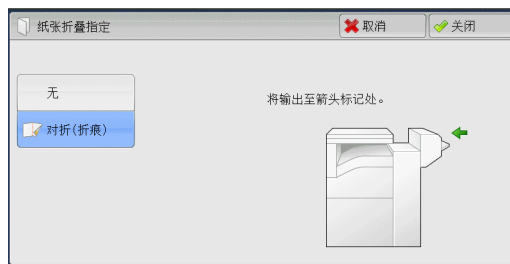 纸张折叠指定
取消
关闭
无
将输出至箭头标记处。
对折(折痕)